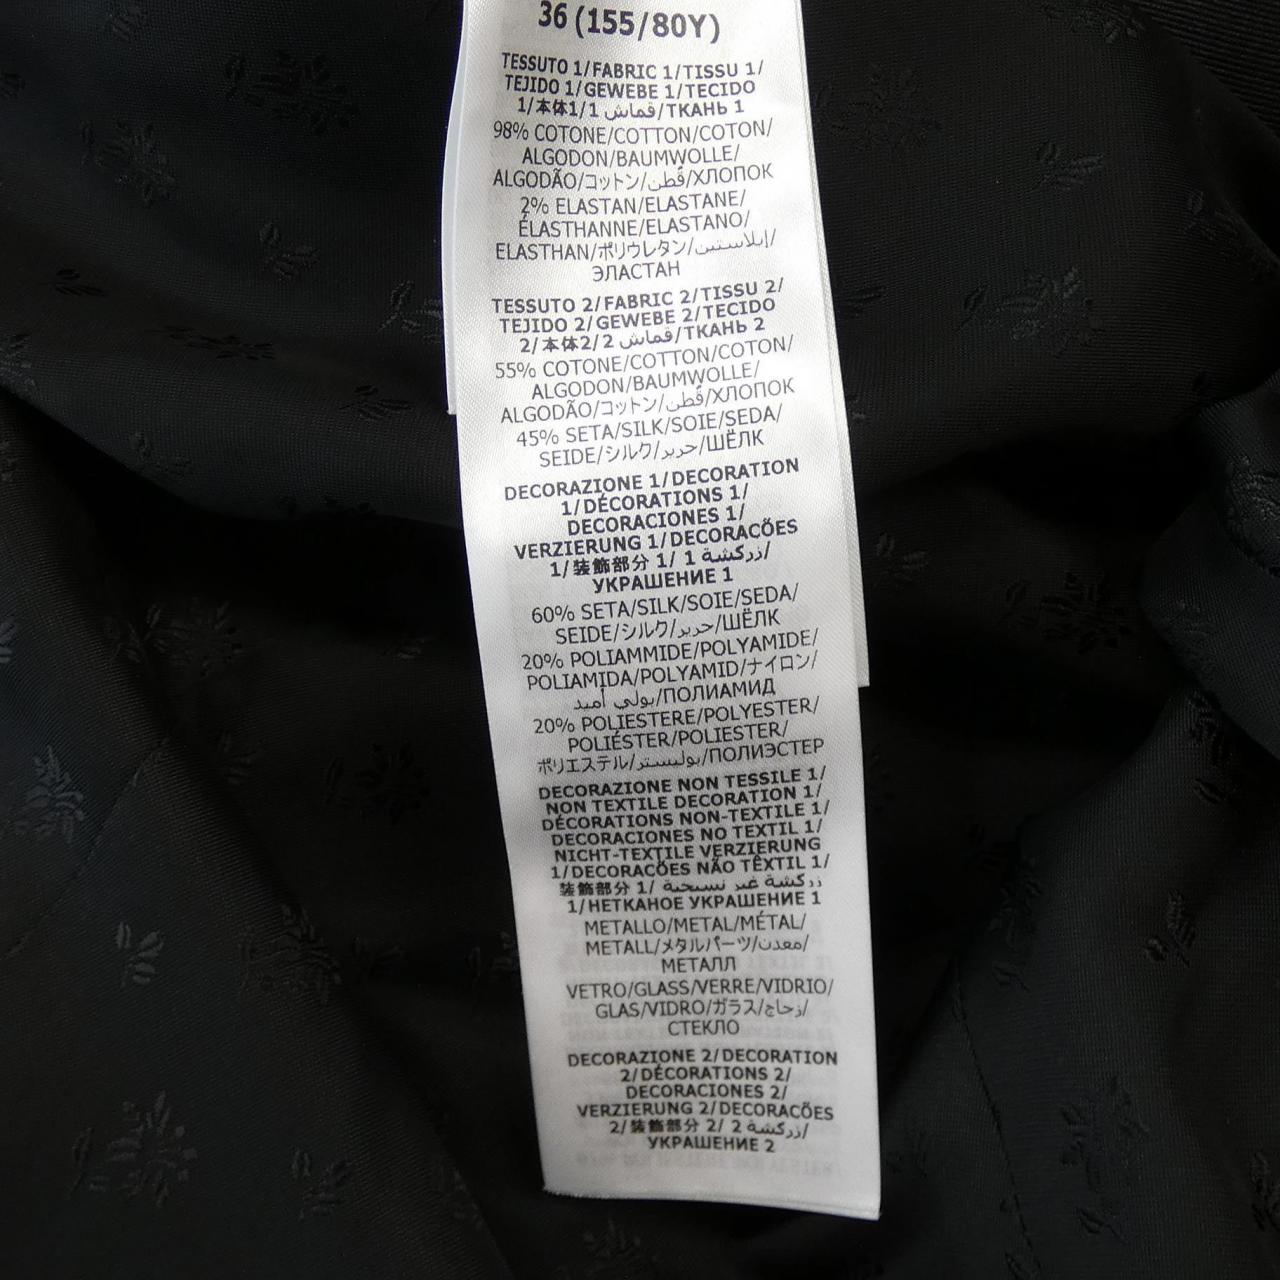 36 (155/80Y)
TESSUTO 1/FABRIC 1/TISSU 1/
TEJIDO 1/GEWEBE 1/TECIDO
1/本体1/1 قماش/ТКАНЬ 1
98% COTONE/COTTON/COTON/
ALGODON/BAUMWOLLE/
ALGODÃO/コットン/قُطن/ХЛОПОК
2% ELASTAN/ELASTANE/
ÉLASTHANNE/ELASTANO/
ELASTHAN/ポリウレタン/إيلاستين/
ЭЛАСТАН
TESSUTO 2/FABRIC 2/TISSU 2/
TEJIDO 2/GEWEBE 2/TECIDO
2/本体2/2 قماش/ТКАНЬ 2
55% COTONE/COTTON/COTON/
ALGODON/BAUMWOLLE/
ALGODÃO/コットン/قُطن/ХЛОПОК
45% SETA/SILK/SOIE/SEDA/
SEIDE/シルク/حرير/ШЁЛК
DECORAZIONE 1/DECORATION
1/DÉCORATIONS 1/
DECORACIONES 1/
VERZIERUNG 1/DECORAÇÕES
1/装飾部分 1/ 1 زركشة/
УКРАШЕНИЕ 1
60% SETA/SILK/SOIE/SEDA/
SEIDE/シルク/حرير/ШЁЛК
20% POLIAMMIDE/POLYAMIDE/
POLIAMIDA/POLYAMID/ナイロン/
بولي أميد/ПОЛИАМИД
20% POLIESTERE/POLYESTER/
POLIÉSTER/POLIESTER/
ポリエステル/بوليستر/ПОЛИЭСТЕР
DECORAZIONE NON TESSILE 1/
NON TEXTILE DECORATION 1/
DÉCORATIONS NON-TEXTILE 1/
DECORACIONES NO TEXTIL 1/
NICHT-TEXTILE VERZIERUNG
1/DECORAÇÕES NÃO TÊXTIL 1/
装飾部分 1/ زركشة غير نسيجية
1/НЕТКАНОЕ УКРАШЕНИЕ 1
METALLO/METAL/MÉTAL/
METALL/メタルパーツ/معدن/
МЕТАЛЛ
VETRO/GLASS/VERRE/VIDRIO/
GLAS/VIDRO/ガラス/زجاج/
СТЕКЛО
DECORAZIONE 2/DECORATION
2/DÉCORATIONS 2/
DECORACIONES 2/
VERZIERUNG 2/DECORAÇÕES
2/装飾部分 2/ 2 زركشة/
УКРАШЕНИЕ 2